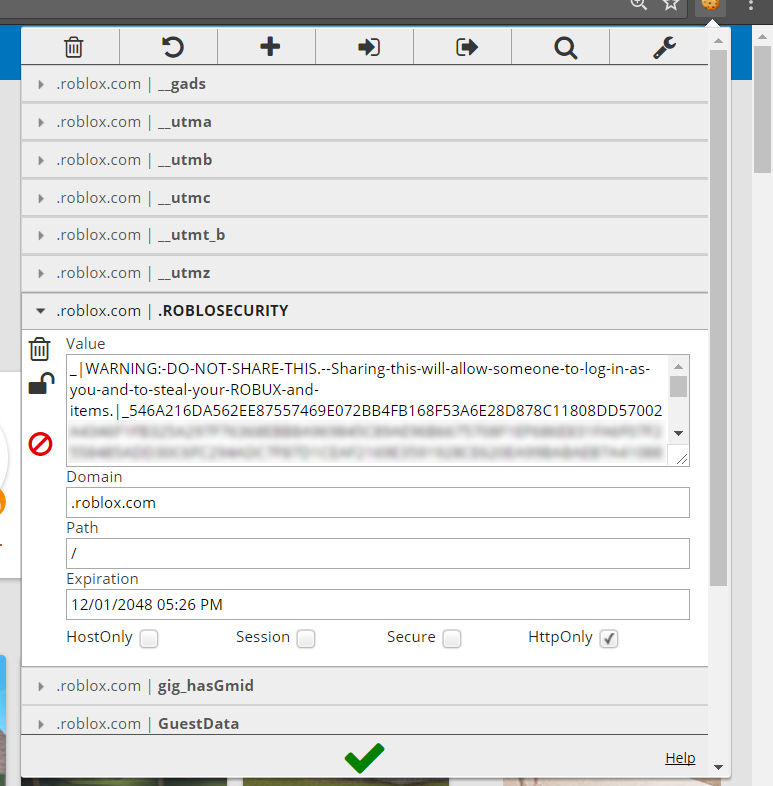 .roblox.com | __gads
.roblox.com | __utma
.roblox.com | __utmb
.roblox.com | __utmc
.roblox.com | __utmt_b
.roblox.com | __utmz
.roblox.com | .ROBLOSECURITY
Value
_|WARNING:-DO-NOT-SHARE-THIS.--Sharing-this-will-allow-someone-to-log-in-as-
you-and-to-steal-your-ROBUX-and-
items.|_546A216DA562EE87557469E072BB4FB168F53A6E28D878C11808DD57002
Domain
.roblox.com
Path
/
Expiration
12/01/2048 05:26 PM
HostOnly Session Secure HttpOnly
.roblox.com | gig_hasGmid
.roblox.com | GuestData
Help